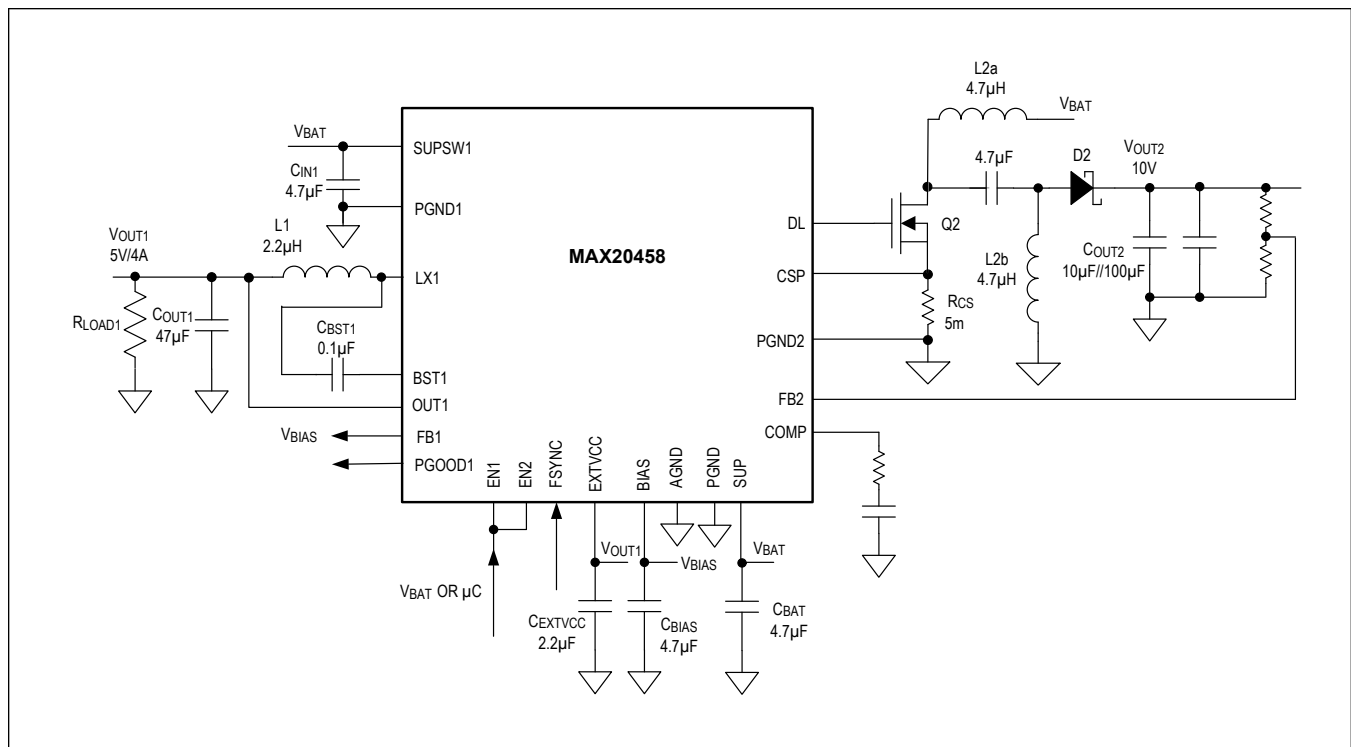 L2a
4.7µH
VBAT
VBAT
SUPSW1
CIN1
4.7µF
PGND1
L1
2.2µH
VOUT1
5V/4A
LX1
RLOAD1
COUT1
47µF
CBST1
0.1µF
BST1
OUT1
VBIAS
FB1
PGOOD1
MAX20458
DL
CSP
PGND2
FB2
COMP
Q2
RCS
5m
4.7µF
D2
VOUT2
10V
L2b
4.7µH
COUT2
10µF//100µF
EN1
EN2
FSYNC
EXTVCC
BIAS
AGND
PGND
SUP
VBAT OR µC
VOUT1
VBIAS
VBAT
CEXTVCC
2.2µF
CBIAS
4.7µF
CBAT
4.7µF